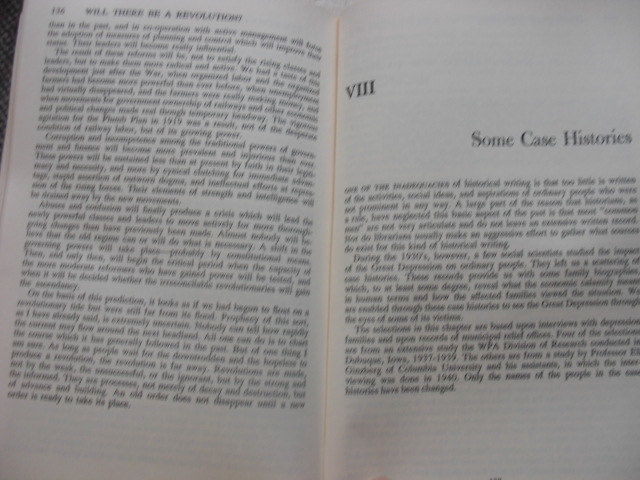 136 WILL THERE BE A REVOLUTION?
than in the past, and in co-operation with active management will force
the adoption of measures of planning and control which will improve their
status. Their leaders will become really influential.
The result of these reforms will be, not to satisfy the rising classes and
leaders, but to make them more radical and active. We had a taste of this
development just after the War, when organized labor and the organized
farmers had become more powerful than ever before, when unemployment
had virtually disappeared, and the farmers were really making money, and
when movements for government ownership of railways and other economic
and political changes made real though temporary headway. The vigorous
agitation for the Plumb Plan in 1919 was a result, not of the desperate
condition of railway labor, but of its growing power.
Corruption and incompetence among the traditional powers of govern-
ment and finance will become more prevalent and injurious than ever.
These powers will be sustained less than at present by faith in their legiti-
macy and necessity, and more by cynical clutching for immediate advan-
tage, stupid assertion of outworn dogma, and ineffectual efforts at repres-
sion of the rising forces. Their elements of strength and intelligence will
be drained away by the new movements.
Abuses and confusion will finally produce a crisis which will lead the
newly powerful classes and leaders to move actively for more thorough-
going changes than have previously been made. Almost nobody will be-
lieve that the old regime can or will do what is necessary. A shift in the
governing powers will take place—probably by constitutional means.
Then, and only then, will begin the critical period when the capacity of
the more moderate reformers who have gained power will be tested, and
when it will be decided whether the irreconcilable revolutionaries will gain
the ascendancy.
On the basis of this prediction, it looks as if we had begun to float on a
revolutionary tide but were still far from its flood. Prophecy of this sort,
as I have already said, is extremely uncertain. Nobody can tell how rapidly
the current may flow around the next headland. All one can do is to chart
the course which it has generally followed in the past. But of one thing I
am sure. As long as people wait for the downtrodden and the hopeless to
produce a revolution, the revolution is far away. Revolutions are made,
not by the weak, the unsuccessful, or the ignorant, but by the strong and
the informed. They are processes, not merely of decay and destruction, but
of advance and building. An old order does not disappear until a new
order is ready to take its place.
VIII
Some Case Histories
ONE OF THE INADEQUACIES of historical writing is that too little is written
of the activities, social ideas, and aspirations of ordinary people who were
not prominent in any way. A large part of the reason that historians, as
a rule, have neglected this basic aspect of the past is that most "common
men" are not very articulate and do not leave an extensive written record
nor do librarians usually make an aggressive effort to gather what sources
do exist for this kind of historical writing.
During the 1930's, however, a few social scientists studied the impact
of the Great Depression on ordinary people. They left us a scattering of
case histories. These records provide us with some family biographies
which, to at least some degree, reveal what the economic calamity meant
in human terms and how the affected families viewed the situation. We
are enabled through these case histories to see the Great Depression through
the eyes of some of its victims.
The selections in this chapter are based upon interviews with depression
families and upon records of municipal relief offices. Four of the selections
are from an extensive study the WPA Division of Research conducted in
Dubuque, Iowa, 1937-1939. The others are from a study by Professor Eli
Ginzberg of Columbia University and his assistants, in which the inter-
viewing was done in 1940. Only the names of the people in the case
histories have been changed.